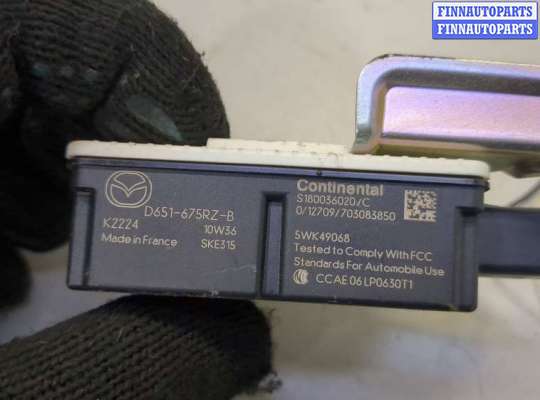 FINNAUTOPARTS
FINNAUTOPARTS
D651-675RZ-B
K2224 10W36
Made in France SKE315
Continental
S180036020/C
0/12709/703083850
5WK49068
Tested to Comply With FCC
Standards For Automobile Use
CCAE06LP0630T1